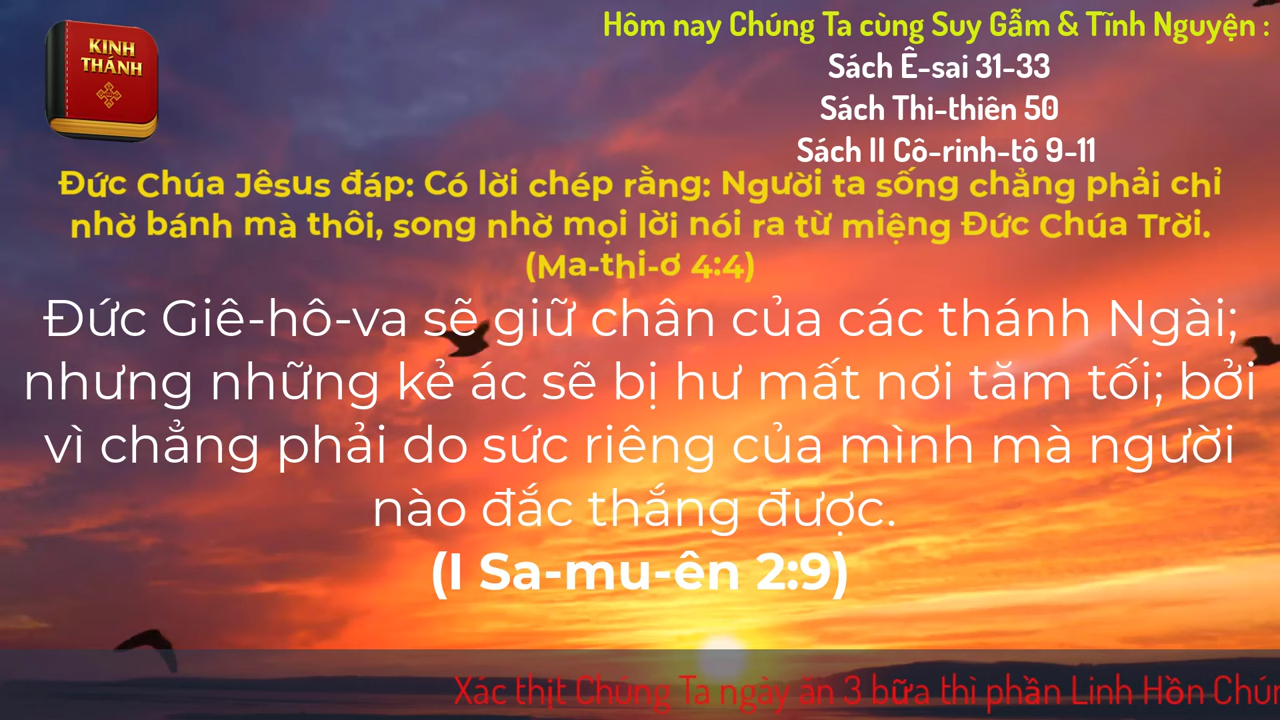 KINH
THÁNH
Hôm nay Chúng Ta cùng Suy Gẫm & Tĩnh Nguyện :
Sách Ê-sai 31-33
Sách Thi-thiên 50
Sách II Cô-rinh-tô 9-11
Đức Chúa Jêsus đáp: Có lời chép rằng: Người ta sống chẳng phải chỉ
nhờ bánh mà thôi, song nhờ mọi lời nói ra từ miệng Đức Chúa Trời.
(Ma-thi-ơ 4:4)
Đức Giê-hô-va sẽ giữ chân của các thánh Ngài;
nhưng những kẻ ác sẽ bị hư mất nơi tăm tối; bởi
vì chẳng phải do sức riêng của mình mà người
nào đắc thắng được.
(I Sa-mu-ên 2:9)
Xác thịt Chúng Ta ngày ăn 3 bữa thì phần Linh Hồn